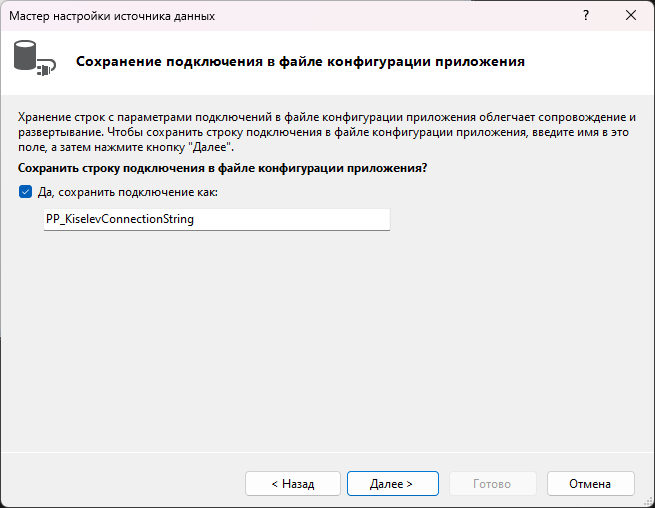 Мастер настройки источника данных
?
Сохранение подключения в файле конфигурации приложения
Хранение строк с параметрами подключений в файле конфигурации приложения облегчает сопровождение и
развертывание. Чтобы сохранить строку подключения в файле конфигурации приложения, введите имя в это
поле, а затем нажмите кнопку "Далее".
Сохранить строку подключения в файле конфигурации приложения?
Да, сохранить подключение как:
PP_KiselevConnectionString
< Назад
Далее >
Готово
Отмена